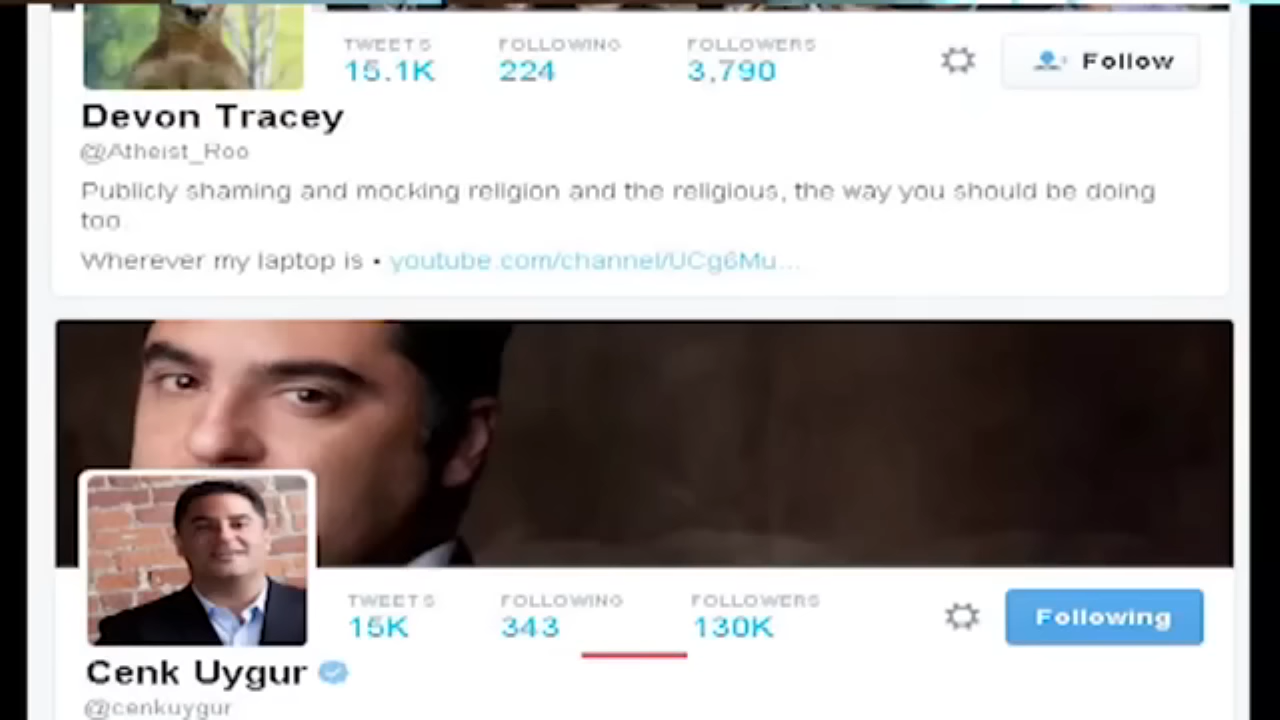 TWEETS FOLLOWING FOLLOWERS
15.1K 224 3,790 Follow
Devon Tracey
@Atheist_Roo
Publicly shaming and mocking religion and the religious, the way you should be doing
too.
Wherever my laptop is • youtube.com/channel/UCg6Mu...
TWEETS FOLLOWING FOLLOWERS
15K 343 130K Following
Cenk Uygur
@cenkuygur